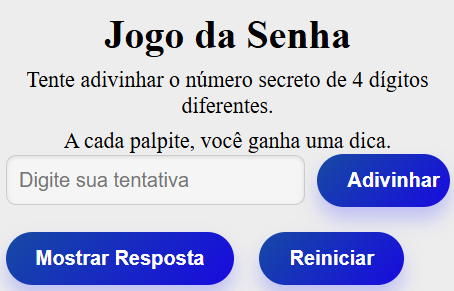 Jogo da Senha
Tente adivinhar o número secreto de 4 dígitos
diferentes.
A cada palpite, você ganha uma dica.
Digite sua tentativa
Adivinhar
Mostrar Resposta
Reiniciar